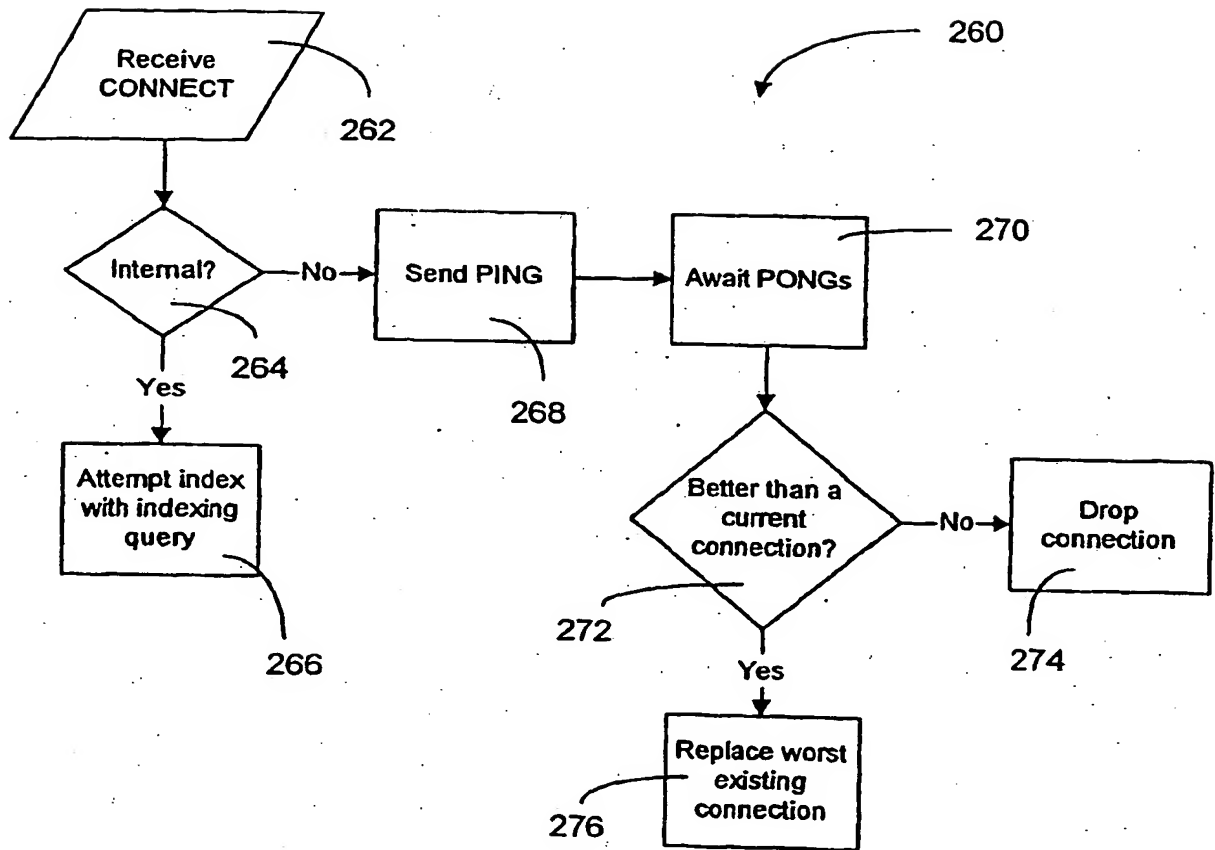 Receive
CONNECT
262
260
Internal?
264
No
Send PING
268
Await PONGs
270
Yes
Attempt index
with indexing
query
266
Better than a
current
connection?
272
No
Drop
connection
274
Yes
Replace worst
existing
connection
276